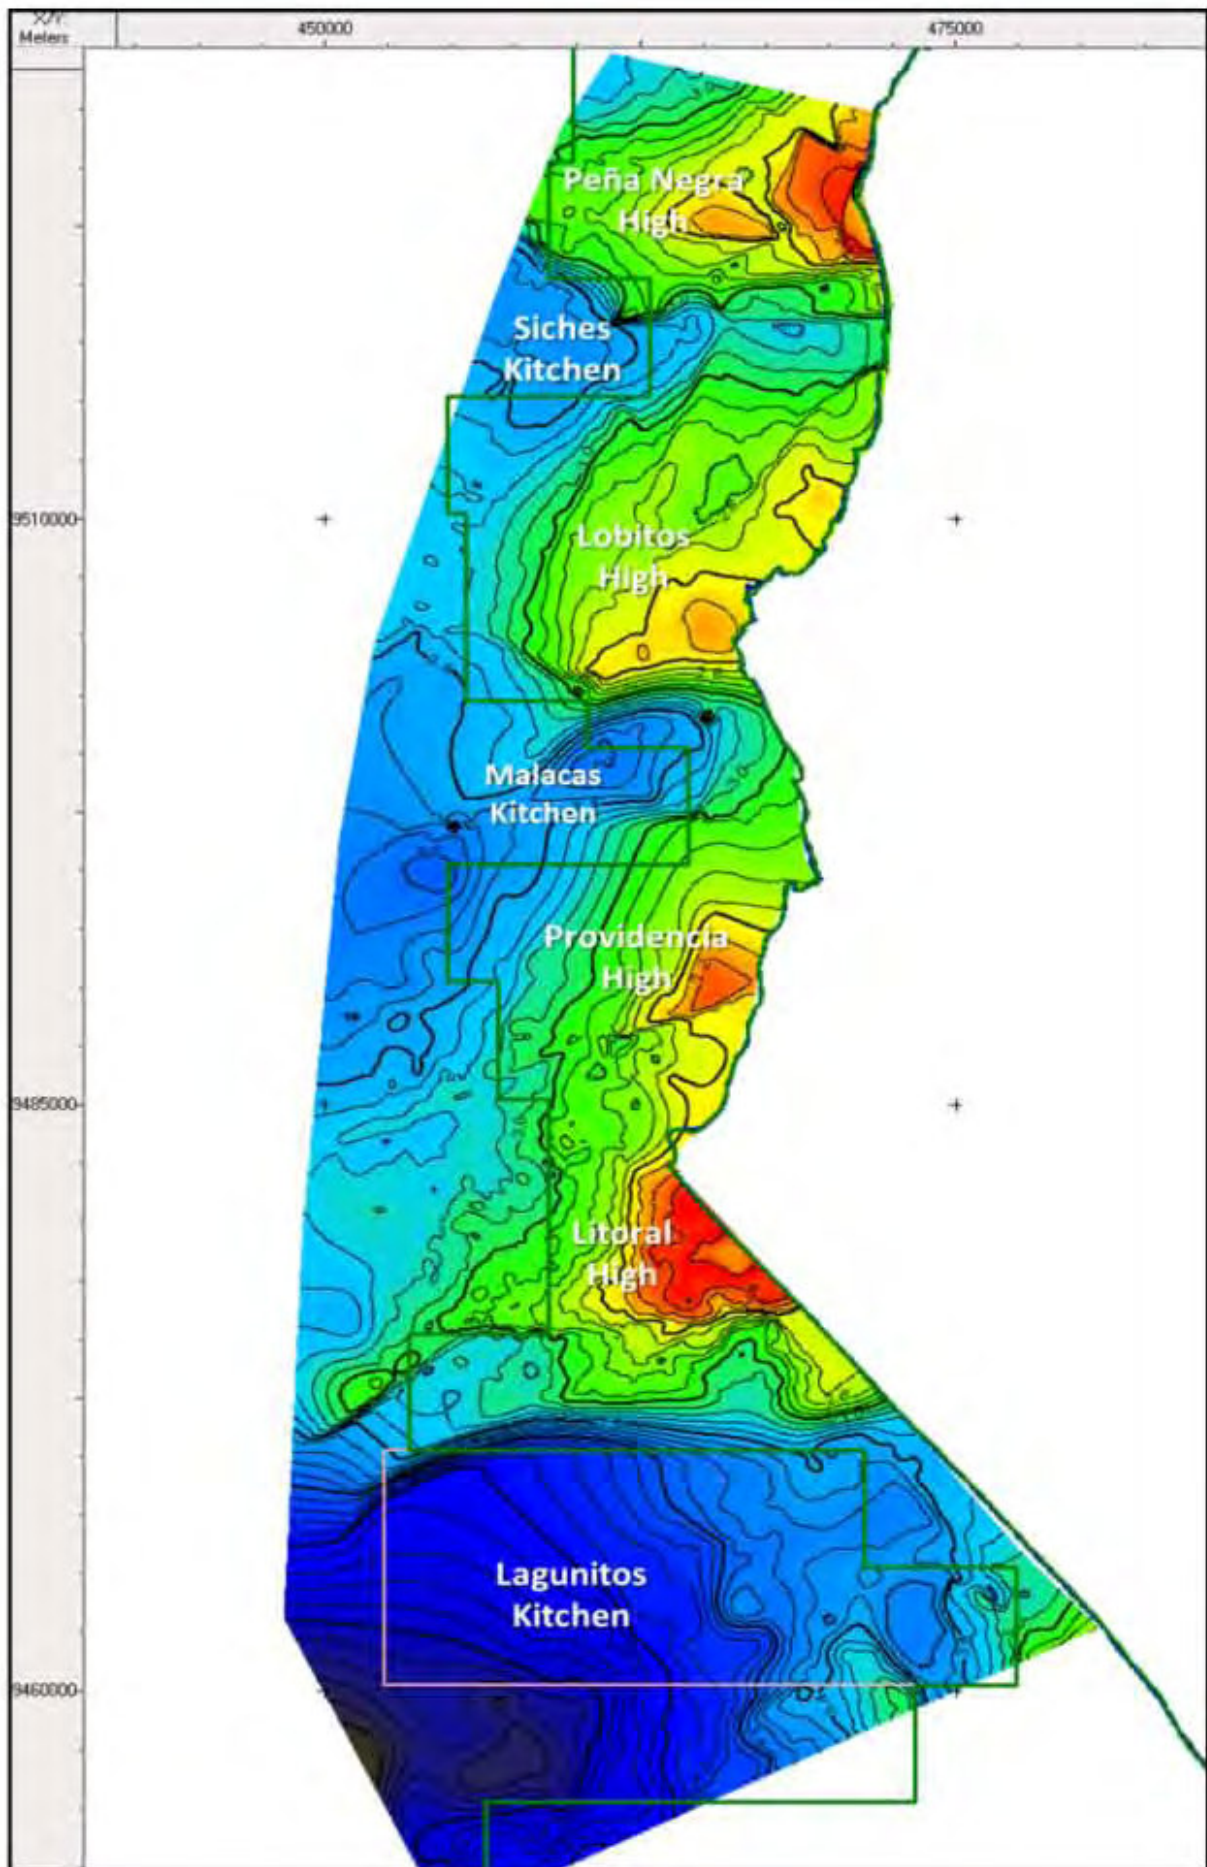 X/Y:
Meters
450000
475000
Peña Negra
High
Siches
Kitchen
9510000
Lobitos
High
Malacas
Kitchen
Providencia
High
9485000
Litoral
High
Lagunitos
Kitchen
9460000